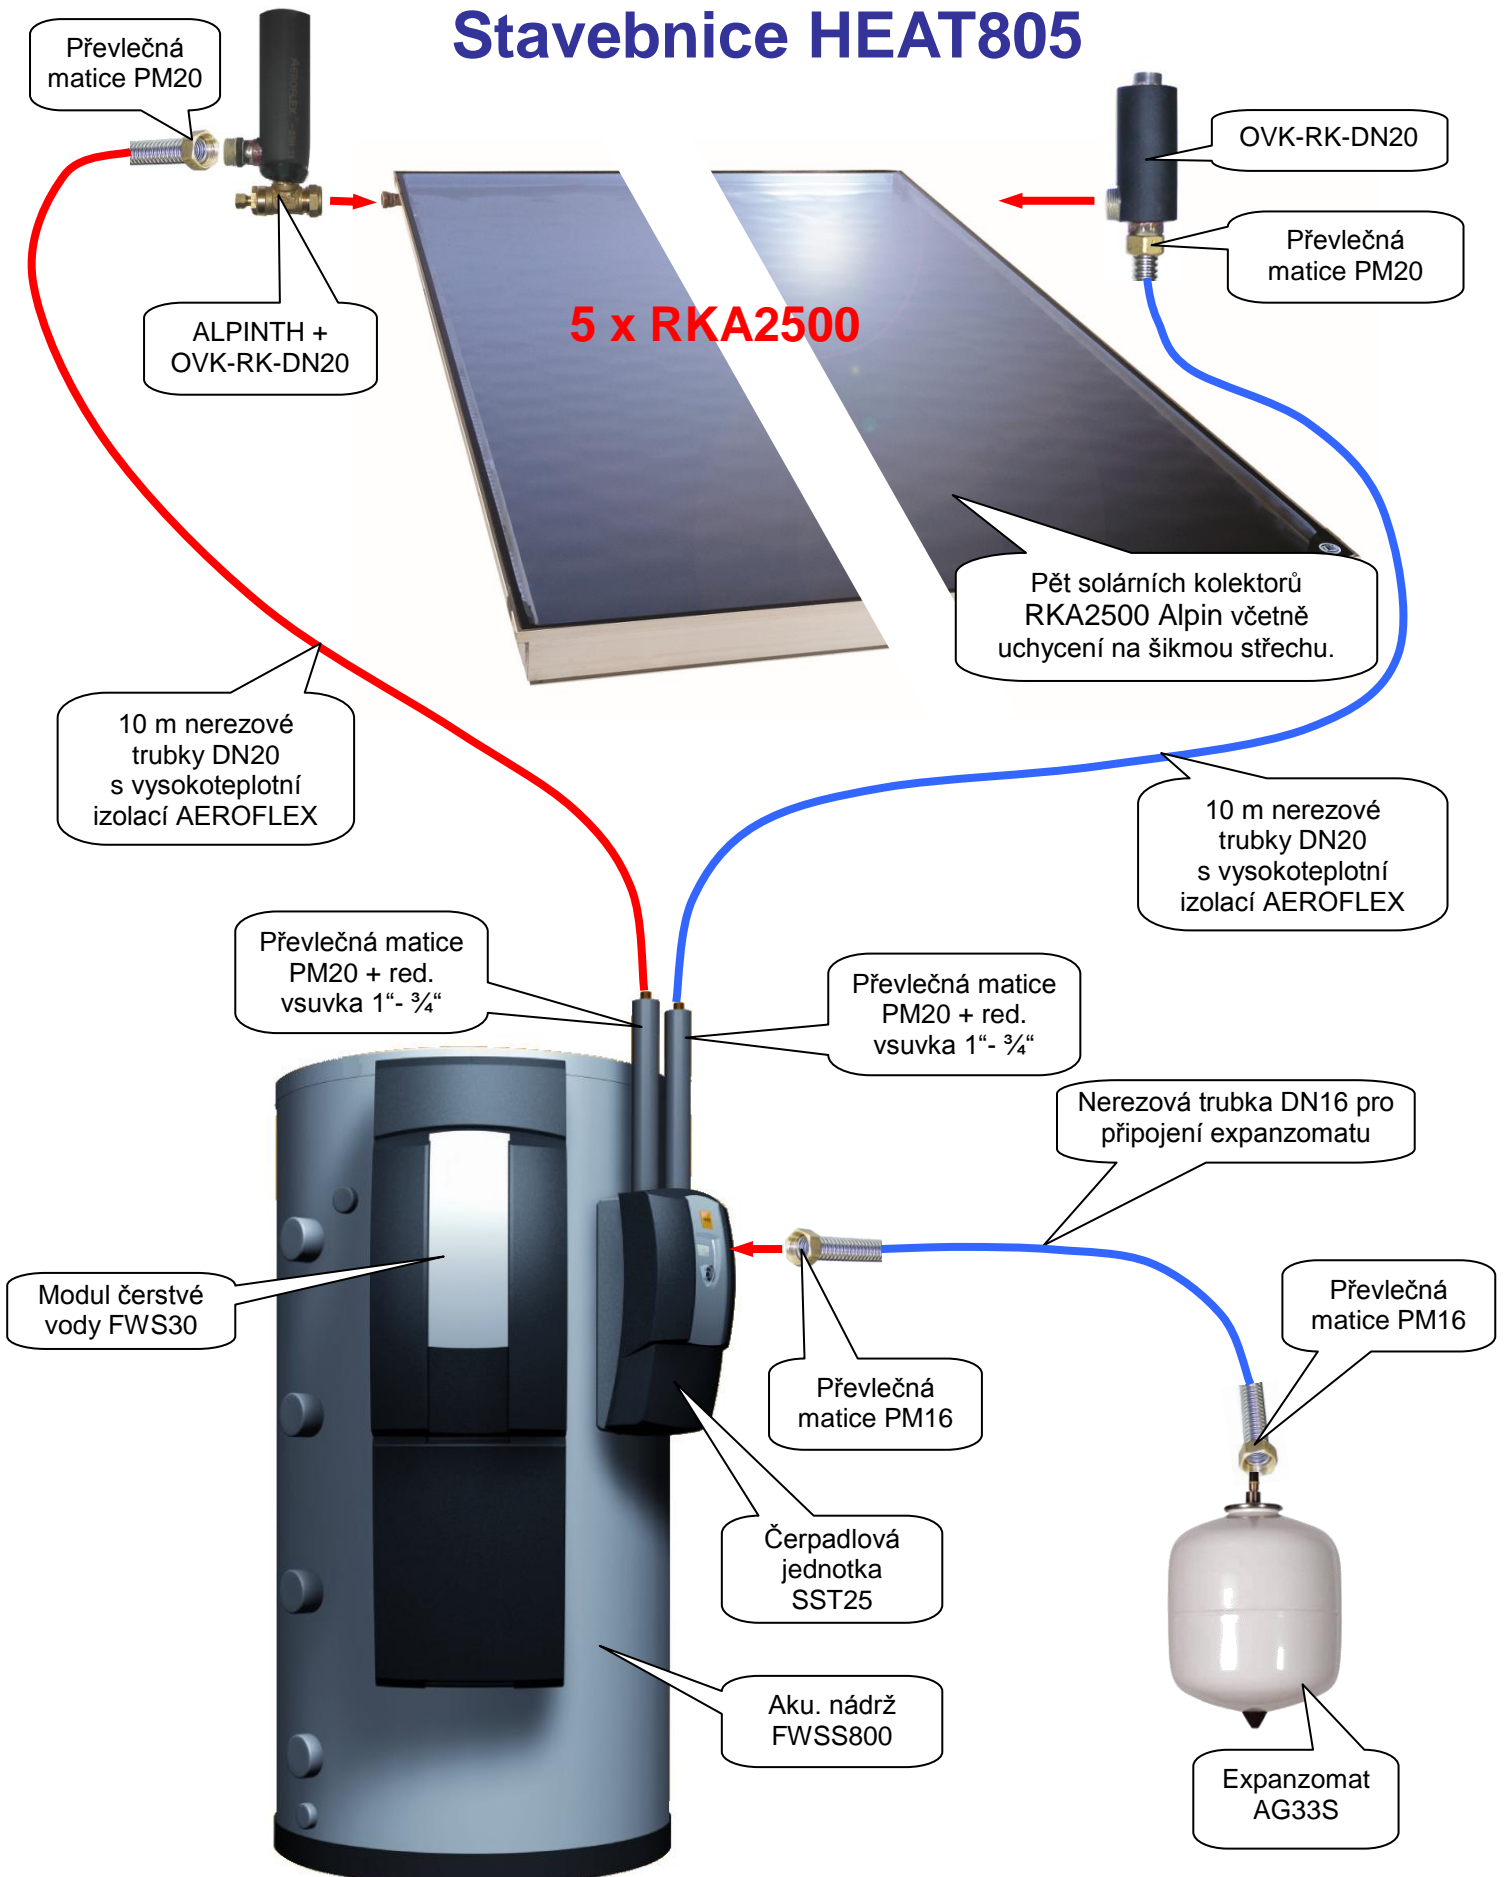 Stavebnice HEAT805
Převlečná
matice PM20
OVK-RK-DN20
Převlečná
matice PM20
ALPINTH +
OVK-RK-DN20
5 x RKA2500
Pět solárních kolektorů
RKA2500 Alpin včetně
uchycení na šikmou střechu.
10 m nerezové
trubky DN20
s vysokoteplotní
izolací AEROFLEX
10 m nerezové
trubky DN20
s vysokoteplotní
izolací AEROFLEX
Převlečná matice
PM20 + red.
vsuvka 1“- ¾“
Převlečná matice
PM20 + red.
vsuvka 1“- ¾“
Nerezová trubka DN16 pro
připojení expanzomatu
Modul čerstvé
vody FWS30
Převlečná
matice PM16
Převlečná
matice PM16
Čerpadlová
jednotka
SST25
Aku. nádrž
FWSS800
Expanzomat
AG33S